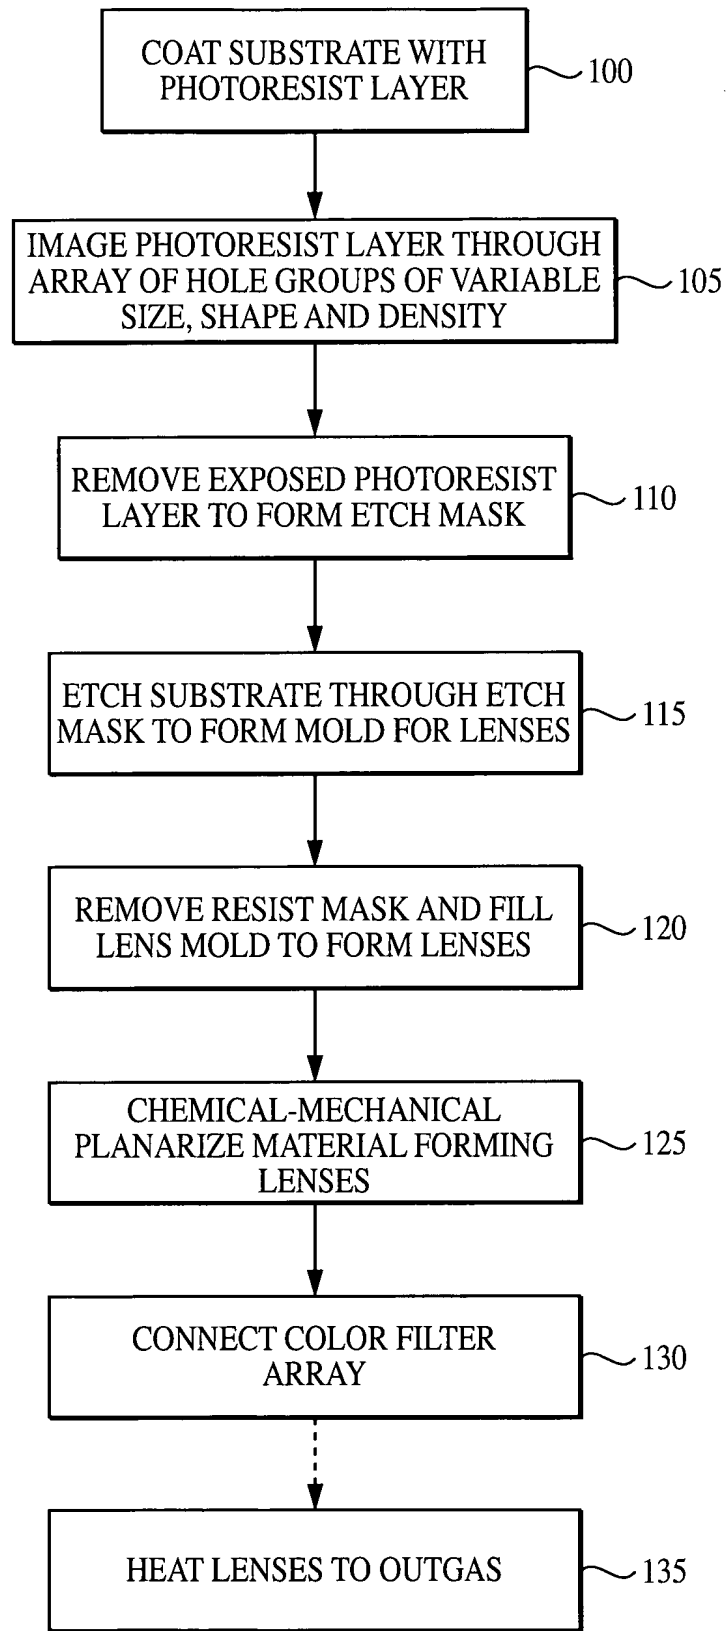 COAT SUBSTRATE WITH
PHOTORESIST LAYER
100
IMAGE PHOTORESIST LAYER THROUGH
ARRAY OF HOLE GROUPS OF VARIABLE
SIZE, SHAPE AND DENSITY
105
REMOVE EXPOSED PHOTORESIST
LAYER TO FORM ETCH MASK
110
ETCH SUBSTRATE THROUGH ETCH
MASK TO FORM MOLD FOR LENSES
115
REMOVE RESIST MASK AND FILL
LENS MOLD TO FORM LENSES
120
CHEMICAL-MECHANICAL
PLANARIZE MATERIAL FORMING
LENSES
125
CONNECT COLOR FILTER
ARRAY
130
HEAT LENSES TO OUTGAS
135